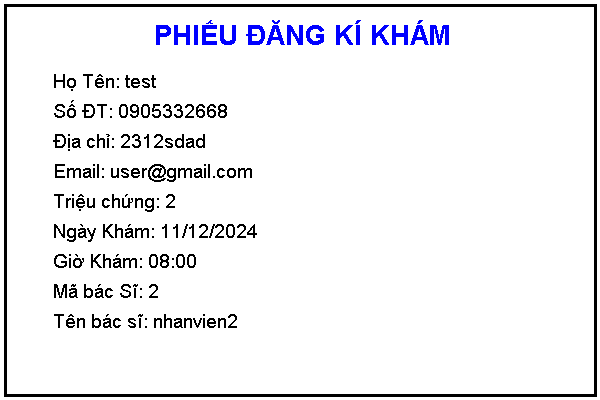 PHIẾU ĐĂNG KÍ KHÁM
Họ Tên: test
Số ĐT: 0905332668
Địa chỉ: 2312sdad
Email: user@gmail.com
Triệu chứng: 2
Ngày Khám: 11/12/2024
Giờ Khám: 08:00
Mã bác Sĩ: 2
Tên bác sĩ: nhanvien2